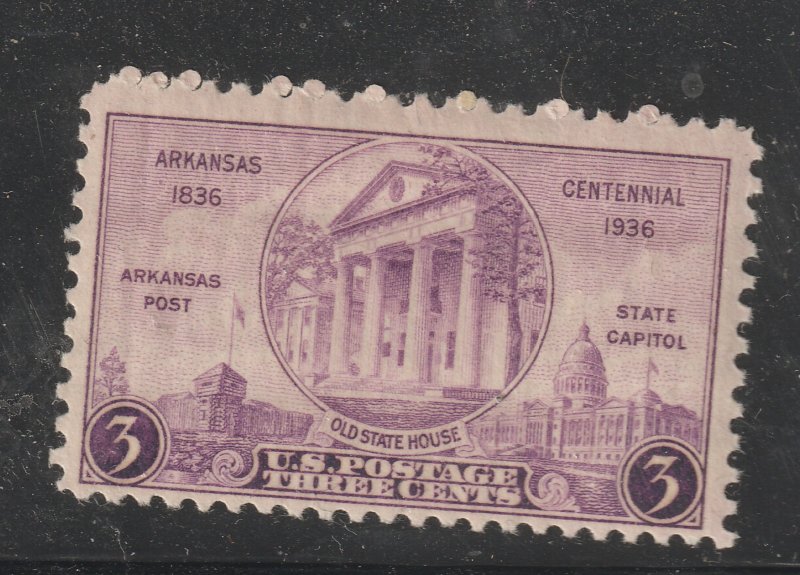 ARKANSAS
1836
CENTENNIAL
1936
ARKANSAS
POST
STATE
CAPITOL
OLD STATE HOUSE
3
U.S. POSTAGE
THREE CENTS
3